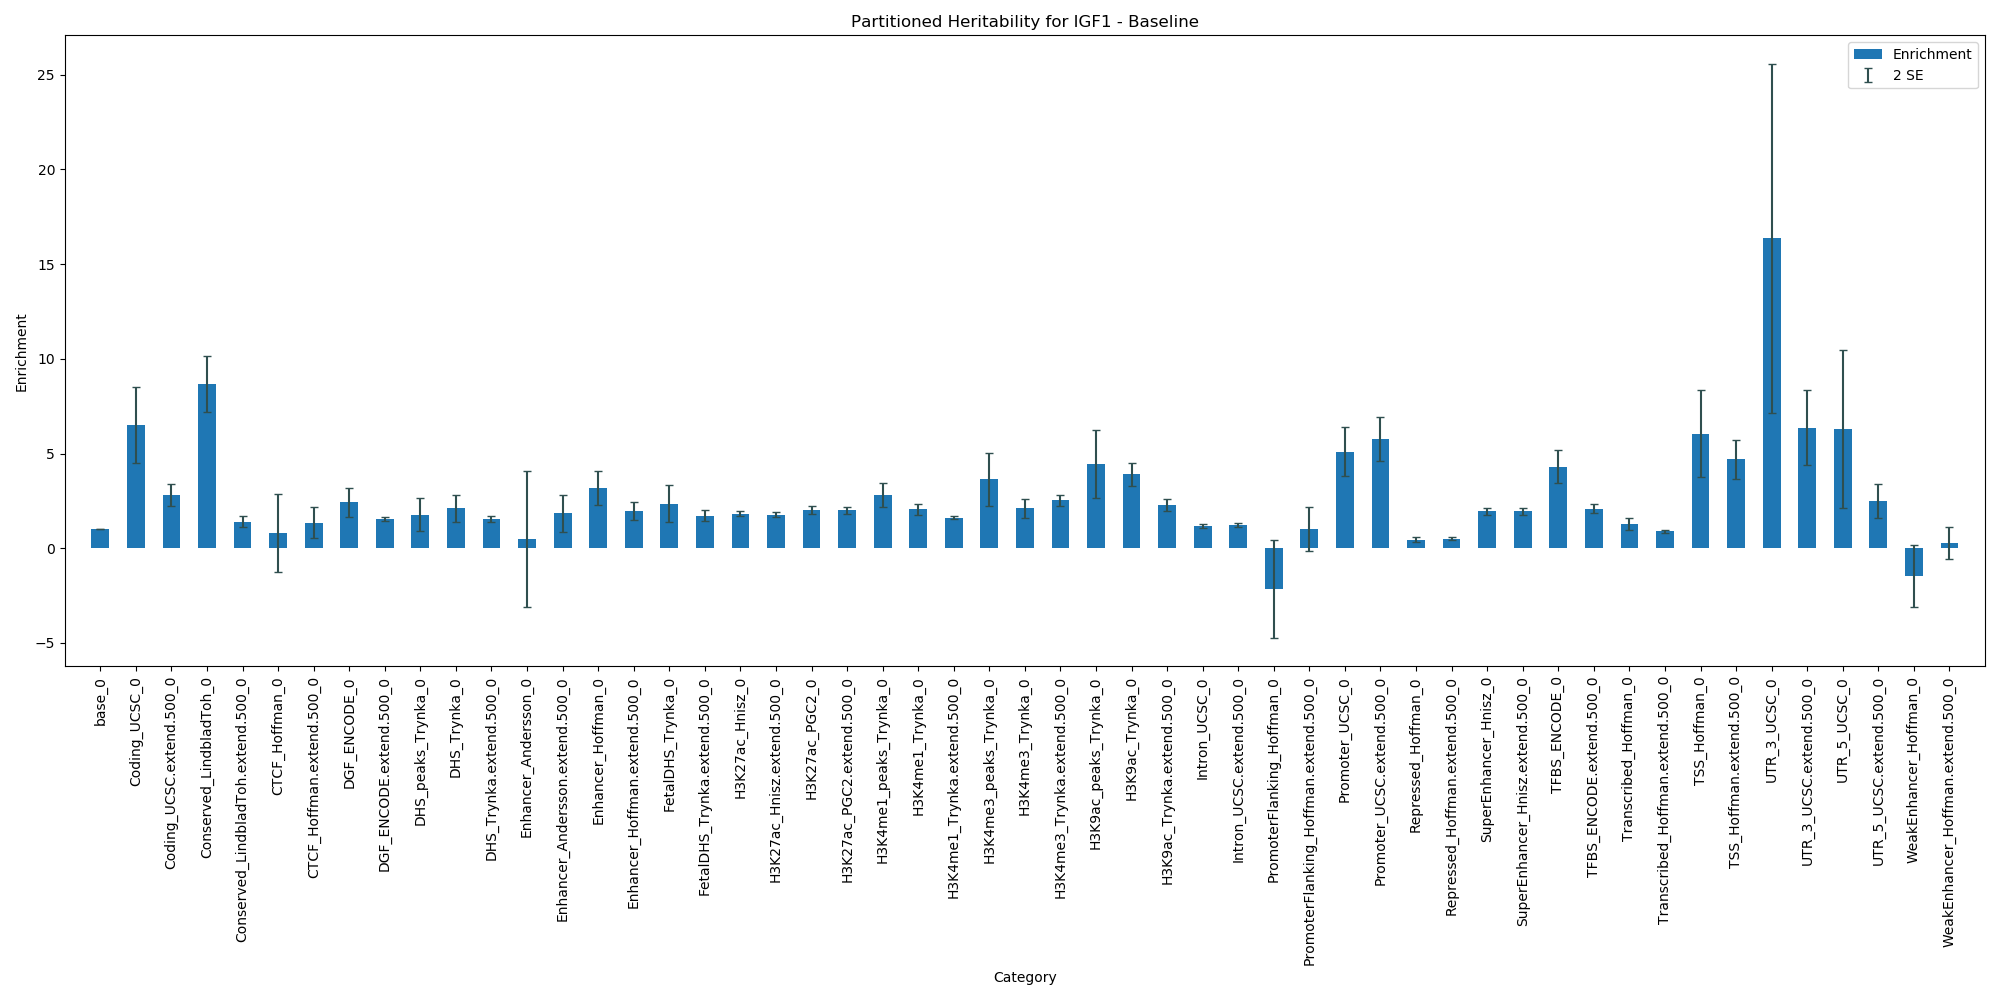 Partitioned Heritability for IGF1 - Baseline
Enrichment
2 SE
25
20
15
10
5
0
−5
Enrichment
base_0
Coding_UCSC_0
Coding_UCSC.extend.500_0
Conserved_LindbladToh_0
Conserved_LindbladToh.extend.500_0
CTCF_Hoffman_0
CTCF_Hoffman.extend.500_0
DGF_ENCODE_0
DGF_ENCODE.extend.500_0
DHS_peaks_Trynka_0
DHS_Trynka_0
DHS_Trynka.extend.500_0
Enhancer_Andersson_0
Enhancer_Andersson.extend.500_0
Enhancer_Hoffman_0
Enhancer_Hoffman.extend.500_0
FetalDHS_Trynka_0
FetalDHS_Trynka.extend.500_0
H3K27ac_Hnisz_0
H3K27ac_Hnisz.extend.500_0
H3K27ac_PGC2_0
H3K27ac_PGC2.extend.500_0
H3K4me1_peaks_Trynka_0
H3K4me1_Trynka_0
H3K4me1_Trynka.extend.500_0
H3K4me3_peaks_Trynka_0
H3K4me3_Trynka_0
H3K4me3_Trynka.extend.500_0
H3K9ac_peaks_Trynka_0
H3K9ac_Trynka_0
H3K9ac_Trynka.extend.500_0
Intron_UCSC_0
Intron_UCSC.extend.500_0
PromoterFlanking_Hoffman_0
PromoterFlanking_Hoffman.extend.500_0
Promoter_UCSC_0
Promoter_UCSC.extend.500_0
Repressed_Hoffman_0
Repressed_Hoffman.extend.500_0
SuperEnhancer_Hnisz_0
SuperEnhancer_Hnisz.extend.500_0
TFBS_ENCODE_0
TFBS_ENCODE.extend.500_0
Transcribed_Hoffman_0
Transcribed_Hoffman.extend.500_0
TSS_Hoffman_0
TSS_Hoffman.extend.500_0
UTR_3_UCSC_0
UTR_3_UCSC.extend.500_0
UTR_5_UCSC_0
UTR_5_UCSC.extend.500_0
WeakEnhancer_Hoffman_0
WeakEnhancer_Hoffman.extend.500_0
Category